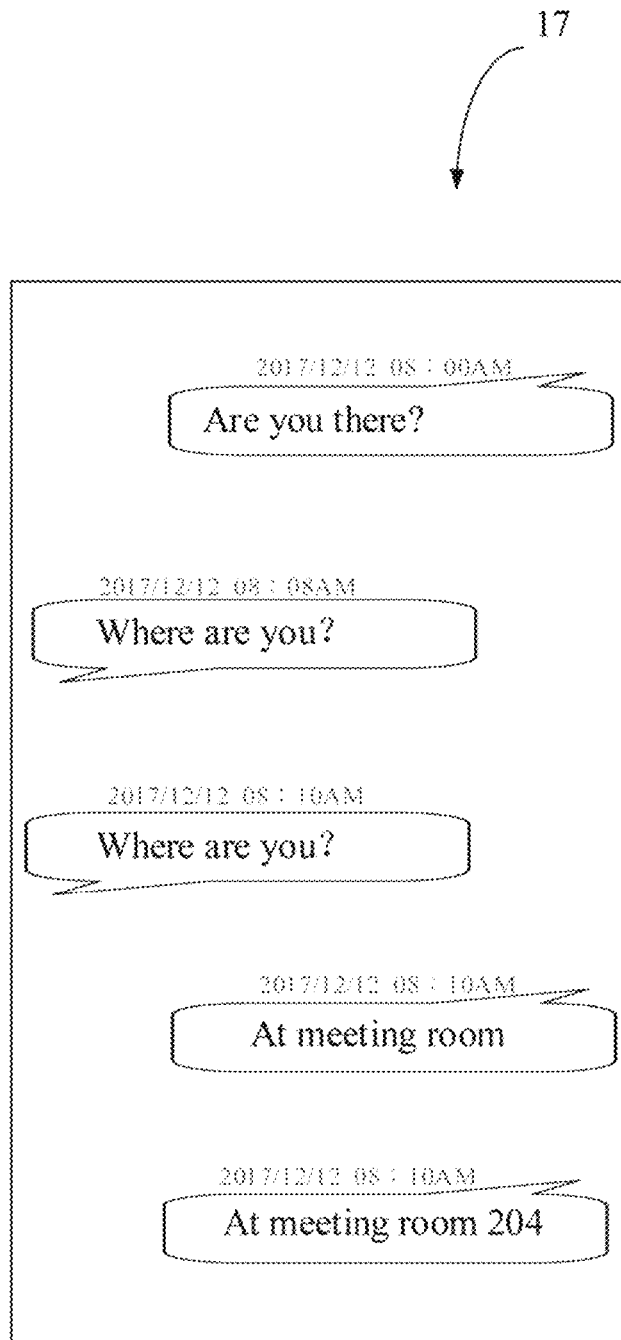 17
2017/12/12 08：00AM
Are you there?
2017/12/12 08：08AM
Where are you?
2017/12/12 08：10AM
Where are you?
2017/12/12 08：10AM
At meeting room
2017/12/12 08：10AM
At meeting room 204